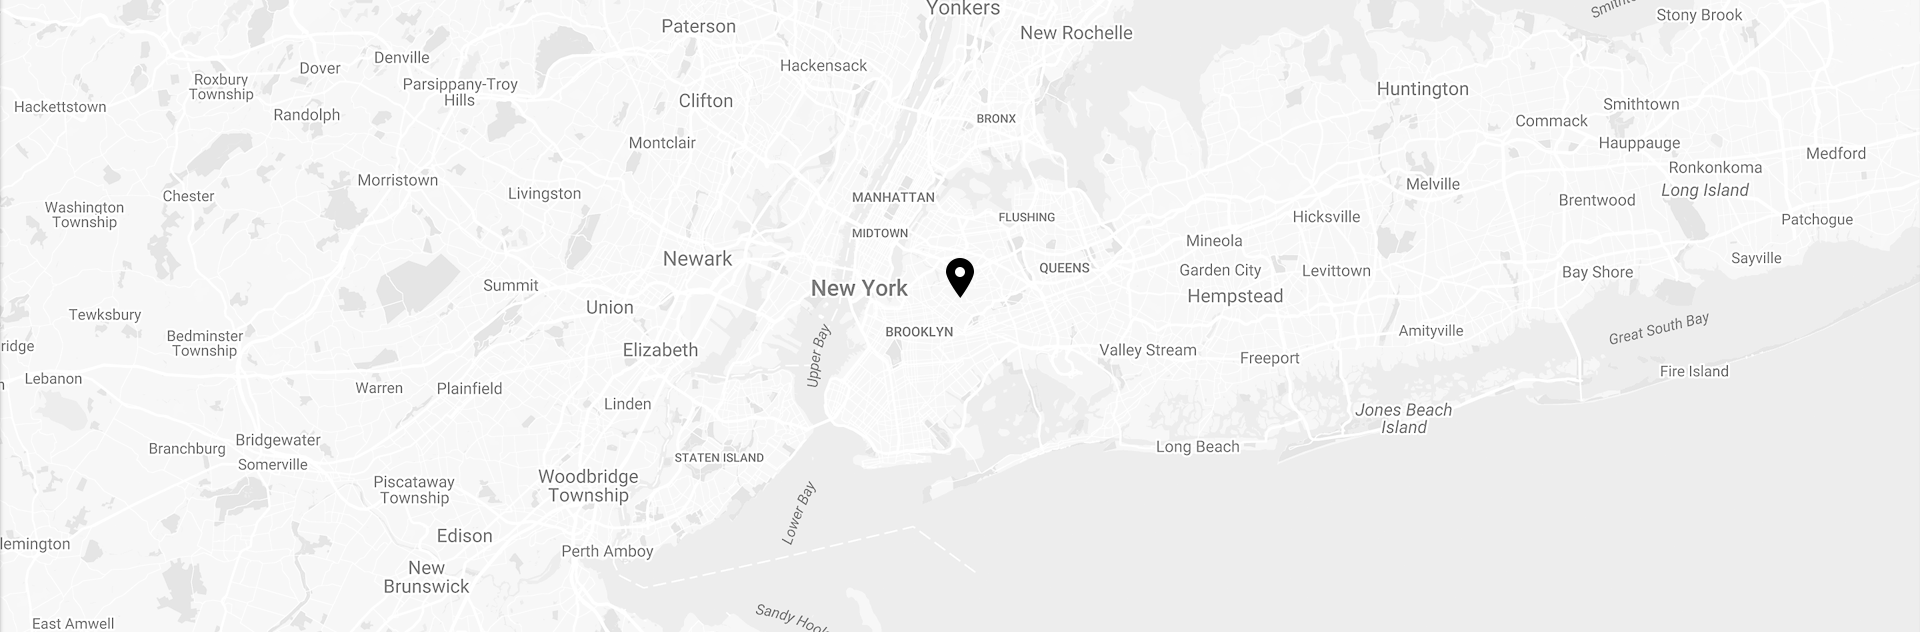 Yonkers
Stony Brook
Paterson
New Rochelle
Denville
Hackensack
Dover
Roxbury
Township
Parsippany-Troy
Hills
Huntington
Clifton
Hackettstown
Smithtown
Randolph
BRONX
Commack
Montclair
Hauppauge
Medford
Ronkonkoma
Morristown
Melville
Long Island
Chester
Livingston
MANHATTAN
Brentwood
Washington
Township
FLUSHING
Hicksville
Patchogue
MIDTOWN
Mineola
Newark
Sayville
QUEENS
Garden City
Levittown
Bay Shore
Summit
New York
Hempstead
Union
Tewksbury
Great South Bay
BROOKLYN
Amityville
Bedminster
Township
ridge
Elizabeth
Upper Bay
Valley Stream
Freeport
Fire Island
Lebanon
Warren
Plainfield
Linden
Jones Beach
Island
Bridgewater
Branchburg
Long Beach
STATEN ISLAND
Somerville
Woodbridge
Township
Piscataway
Township
Lower Bay
Edison
lemington
Perth Amboy
New
Brunswick
Sandy Hook
East Amwell